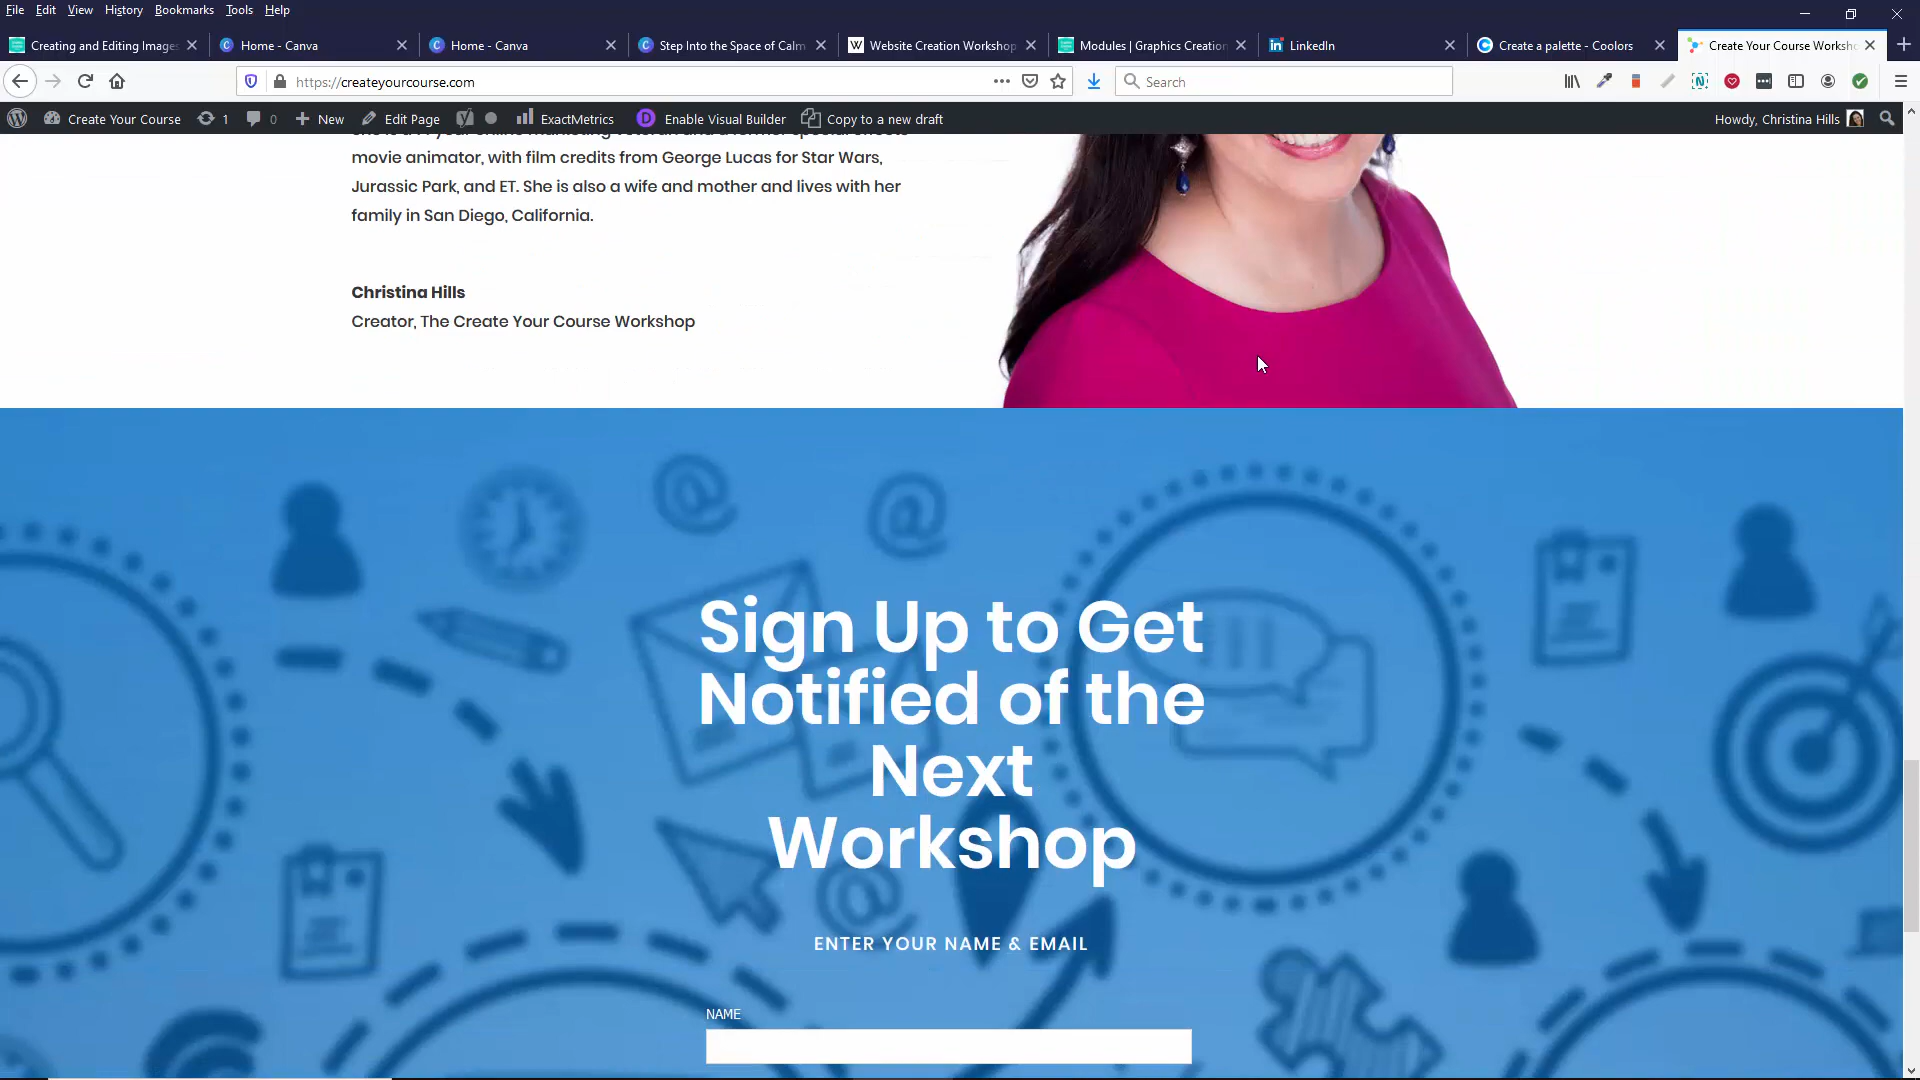 File Edit View History Bookmarks Tools Help
Creating and Editing Images
Home - Canva
Home - Canva
Step Into the Space of Calm
Website Creation Workshop
Modules | Graphics Creation
LinkedIn
Create a palette - Coolors
Create Your Course Worksho
https://createyourcourse.com
Search
Create Your Course 1 0 New Edit Page ExactMetrics Enable Visual Builder Copy to a new draft Howdy, Christina Hills
movie animator, with film credits from George Lucas for Star Wars,
Jurassic Park, and ET. She is also a wife and mother and lives with her
family in San Diego, California.
Christina Hills
Creator, The Create Your Course Workshop
Sign Up to Get
Notified of the
Next
Workshop
ENTER YOUR NAME & EMAIL
NAME